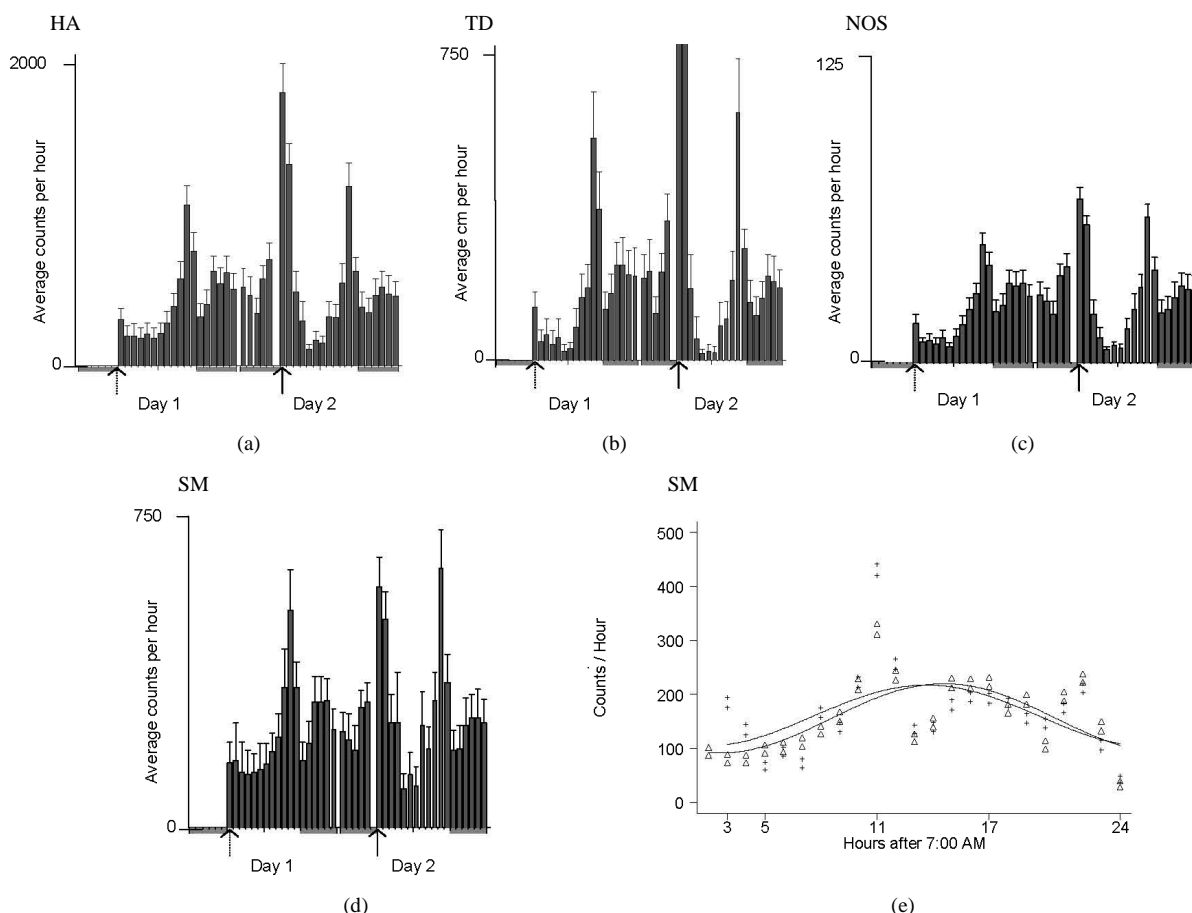 HA
2000
Average counts per hour
0
Day 1
Day 2
(a)
TD
750
Average cm per hour
0
Day 1
Day 2
(b)
NOS
125
Average counts per hour
0
Day 1
Day 2
(c)
SM
750
Average counts per hour
0
Day 1
Day 2
(d)
SM
500
400
300
200
100
0
Counts / Hour
3 5 11 17 24
Hours after 7:00 AM
(e)